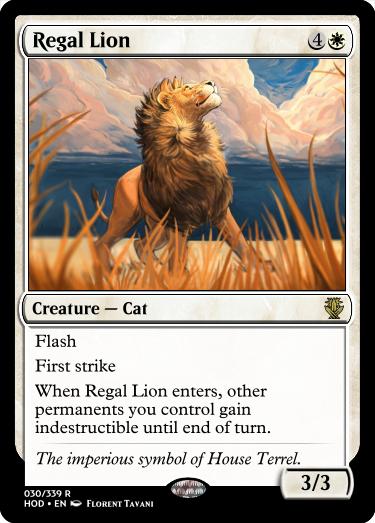 Regal Lion 4
Creature — Cat
Flash
First strike
When Regal Lion enters, other
permanents you control gain
indestructible until end of turn.
The imperious symbol of House Terrel.
3/3
030/339 R
HOD • EN Florent Tavani